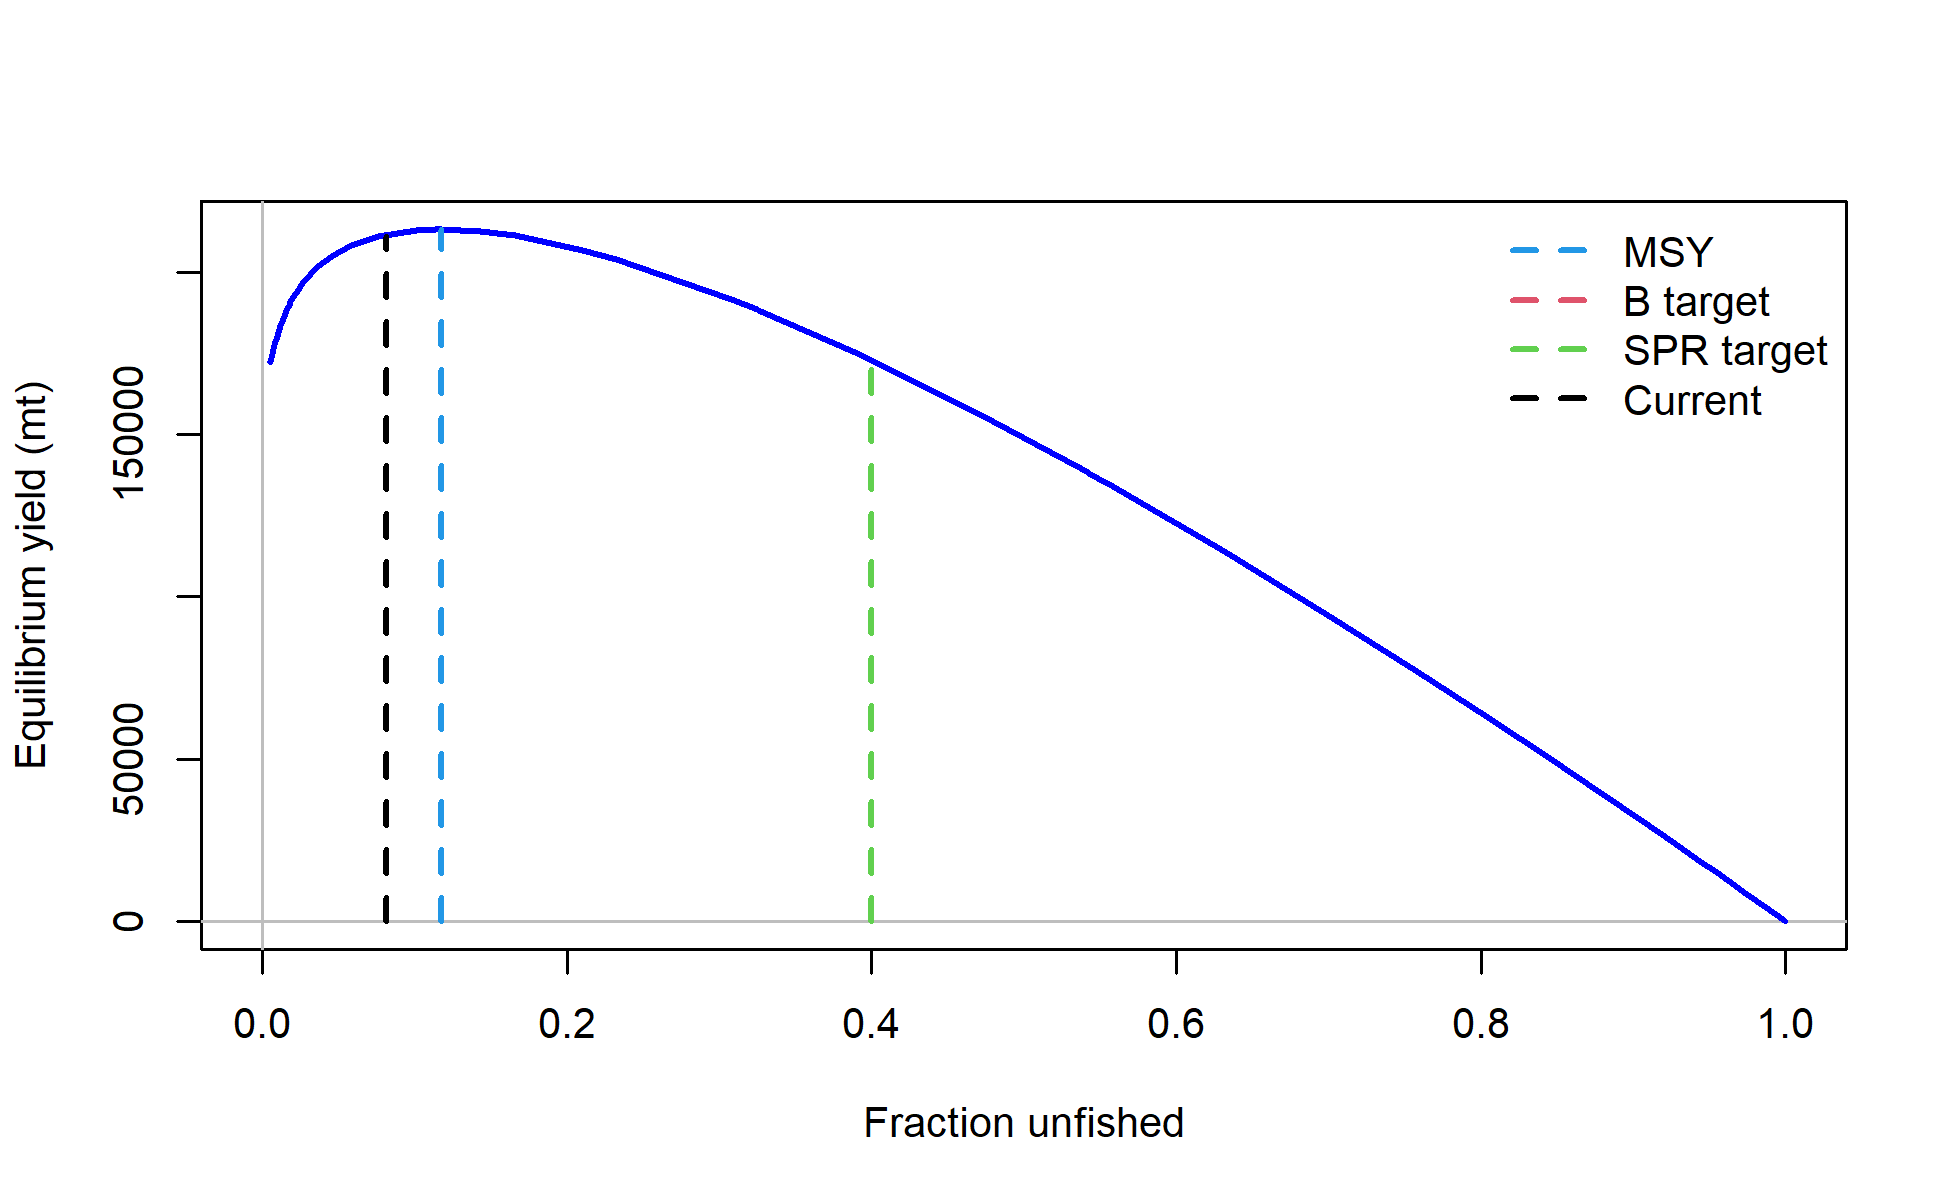 MSY
B target
SPR target
Current
Equilibrium yield (mt)
150000
50000
0
0.0 0.2 0.4 0.6 0.8 1.0
Fraction unfished